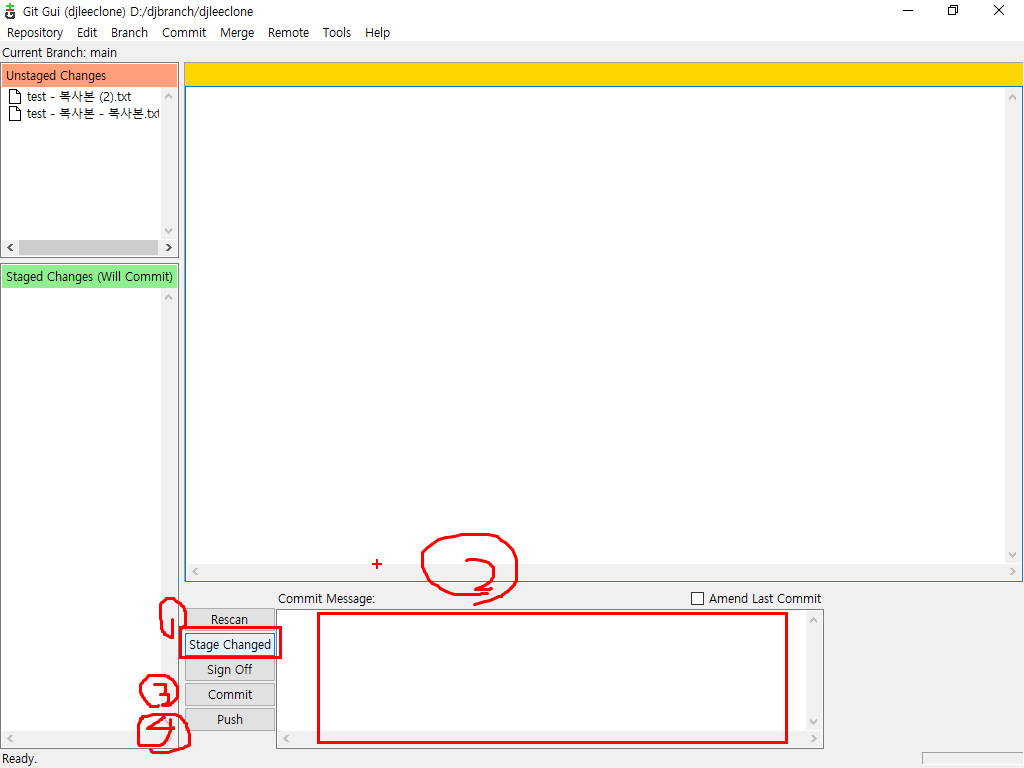 Git Gui (djleeclone) D:/djbranch/djleeclone
Repository Edit Branch Commit Merge Remote Tools Help
Current Branch: main
Unstaged Changes
test - 복사본 (2).txt
test - 복사본 - 복사본.txt
Staged Changes (Will Commit)
2
Commit Message:
Amend Last Commit
1
Rescan
Stage Changed
Sign Off
3
Commit
4
Push
Ready.